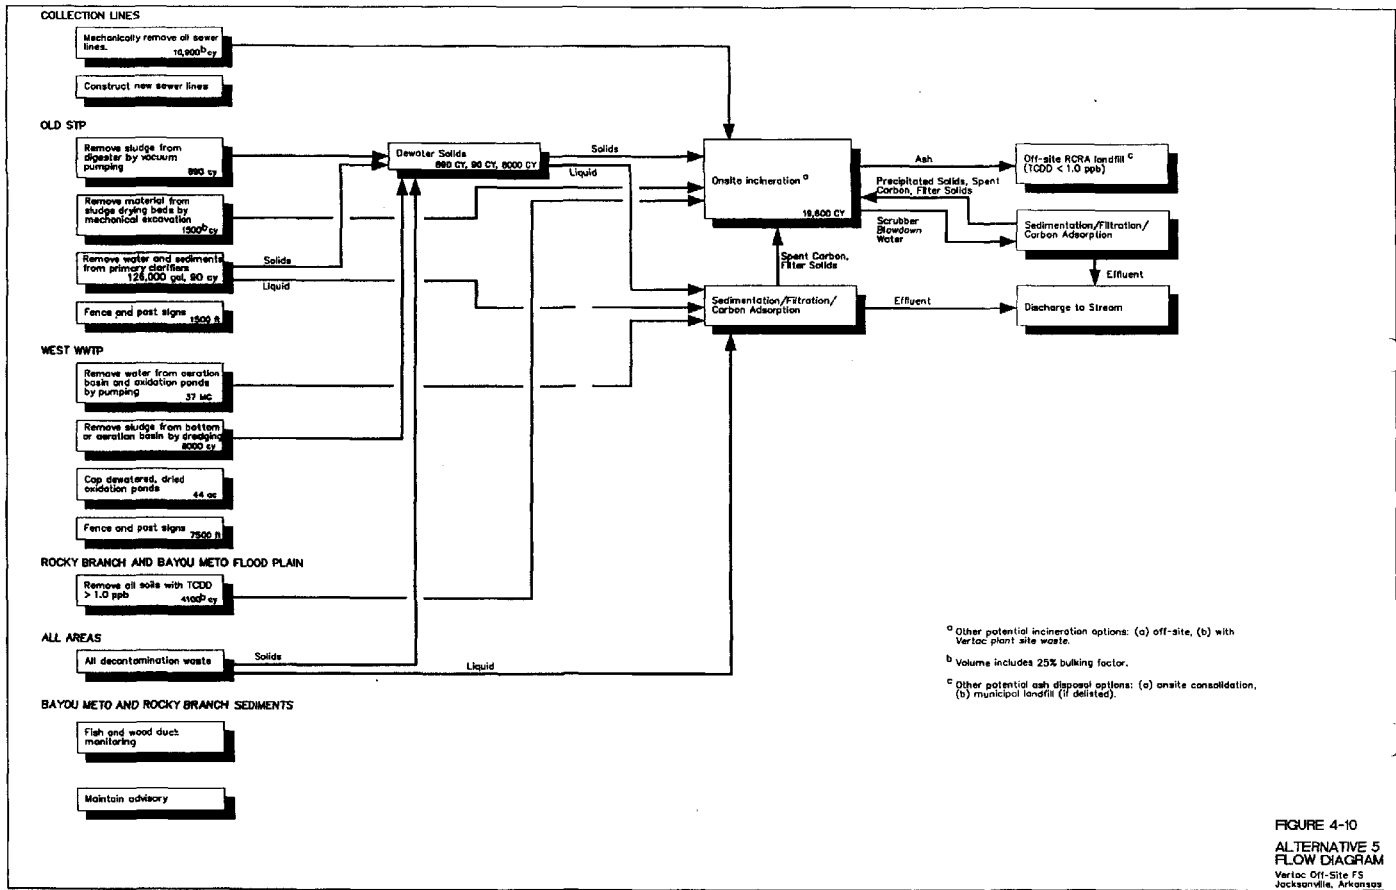 COLLECTION LINES
Mechanically remove all sewer
lines.
10,900b cy
Construct new sewer lines
OLD STP
Remove sludge from
digester by vacuum
pumping
690 cy
Remove material from
sludge drying beds by
mechanical excavation
1500b cy
Remove water and sediments
from primary clarifiers
126,000 gal, 90 cy
Solids
Liquid
Fence and post signs
1500 ft
WEST WWTP
Remove water from aeration
basin and oxidation ponds
by pumping
37 MG
Remove sludge from bottom
or aeration basin by dredging
8000 cy
Cap dewatered, dried
oxidation ponds
44 ac
Fence and post signs
7500 ft
ROCKY BRANCH AND BAYOU METO FLOOD PLAIN
Remove all soils with TCDD
> 1.0 ppb
4100b cy
ALL AREAS
All decontamination waste
Solids
Liquid
BAYOU METO AND ROCKY BRANCH SEDIMENTS
Fish and wood duck
monitoring
Maintain advisory
Dewater Solids
690 CY, 90 CY, 8000 CY
Solids
Liquid
Onsite incineration a
19,600 CY
Spent Carbon,
Filter Solids
Sedimentation/Filtration/
Carbon Adsorption
Effluent
Ash
Off-site RCRA landfill c
(TCDD < 1.0 ppb)
Precipitated Solids, Spent
Carbon, Filter Solids
Scrubber
Blowdown
Water
Sedimentation/Filtration/
Carbon Adsorption
Effluent
Discharge to Stream
a Other potential incineration options: (a) off-site, (b) with
Vertac plant site waste.
b Volume includes 25% bulking factor.
c Other potential ash disposal options: (a) onsite consolidation,
(b) municipal landfill (if delisted).
FIGURE 4-10
ALTERNATIVE 5
FLOW DIAGRAM
Vertac Off-Site FS
Jacksonville, Arkansas